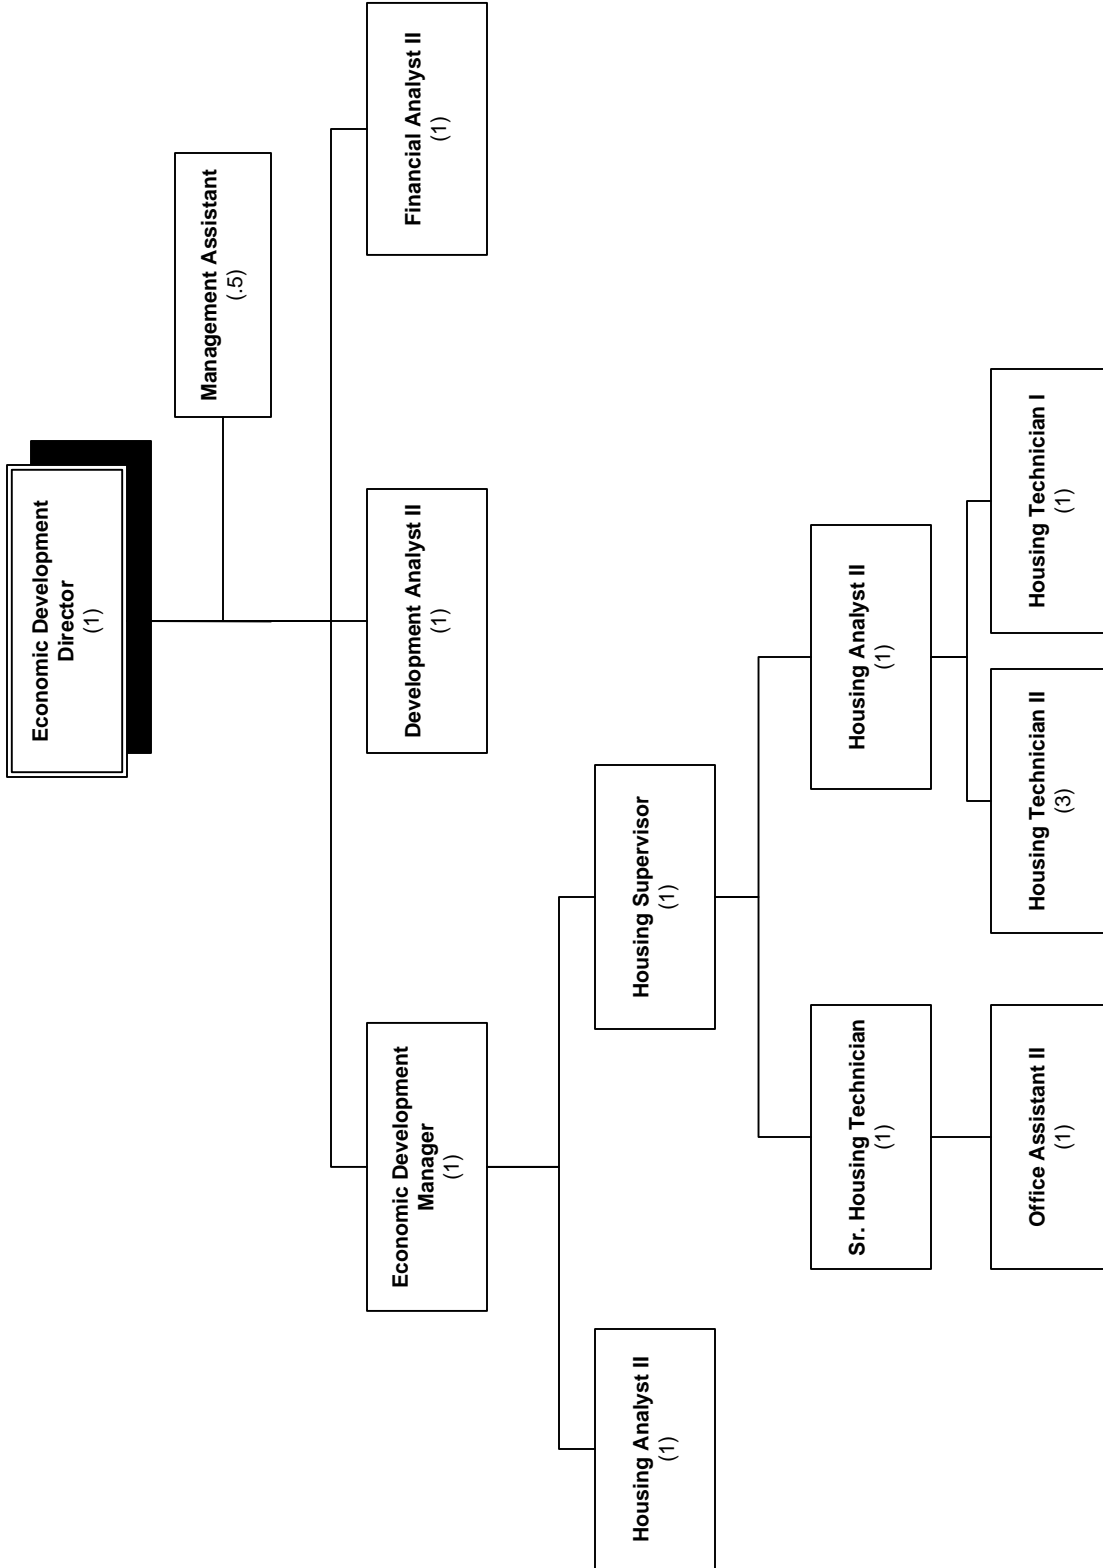 Economic Development
Director
(1)
Management Assistant
(.5)
Economic Development
Manager
(1)
Development Analyst II
(1)
Financial Analyst II
(1)
Housing Analyst II
(1)
Housing Supervisor
(1)
Sr. Housing Technician
(1)
Housing Analyst II
(1)
Office Assistant II
(1)
Housing Technician II
(3)
Housing Technician I
(1)